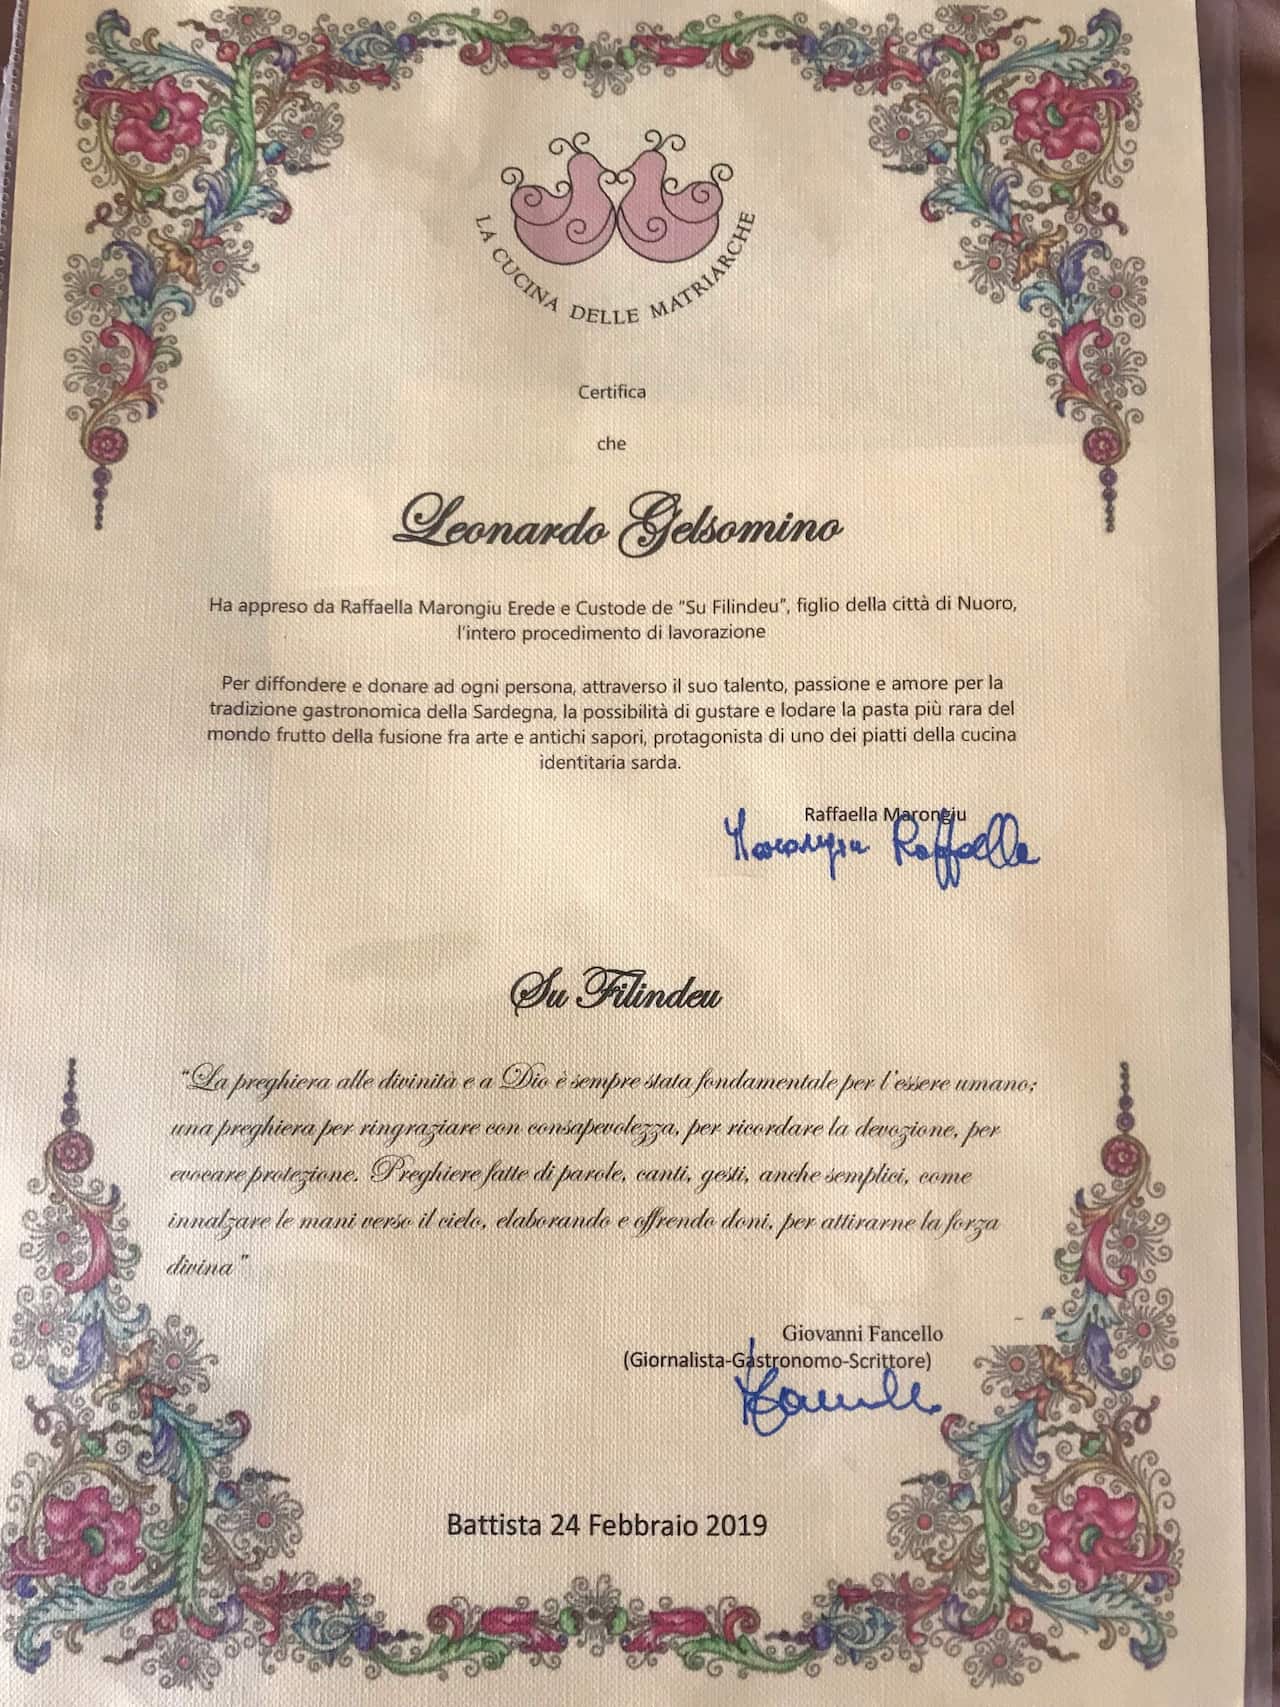 LA CUCINA DELLE MATRIARCHE
Certifica
che
Leonardo Gelsomino
Ha appreso da Raffaella Marongiu Erede e Custode de "Su Filindeu", figlio della città di Nuoro,
l'intero procedimento di lavorazione
Per diffondere e donare ad ogni persona, attraverso il suo talento, passione e amore per la
tradizione gastronomica della Sardegna, la possibilità di gustare e lodare la pasta più rara del
mondo frutto della fusione fra arte e antichi sapori, protagonista di uno dei piatti della cucina
identitaria sarda.
Raffaella Marongiu
Marongiu Raffaella
Su Filindeu
"La preghiera alle divinità e a Dio è sempre stata fondamentale per l'essere umano;
una preghiera per ringraziare con consapevolezza, per ricordare la devozione, per
evocare protezione. Preghiere fatte di parole, canti, gesti, anche semplici, come
innalzare le mani verso il cielo, elaborando e offrendo doni, per attirarne la forza
divina"
Giovanni Fancello
(Giornalista-Gastronomo-Scrittore)
Battista 24 Febbraio 2019